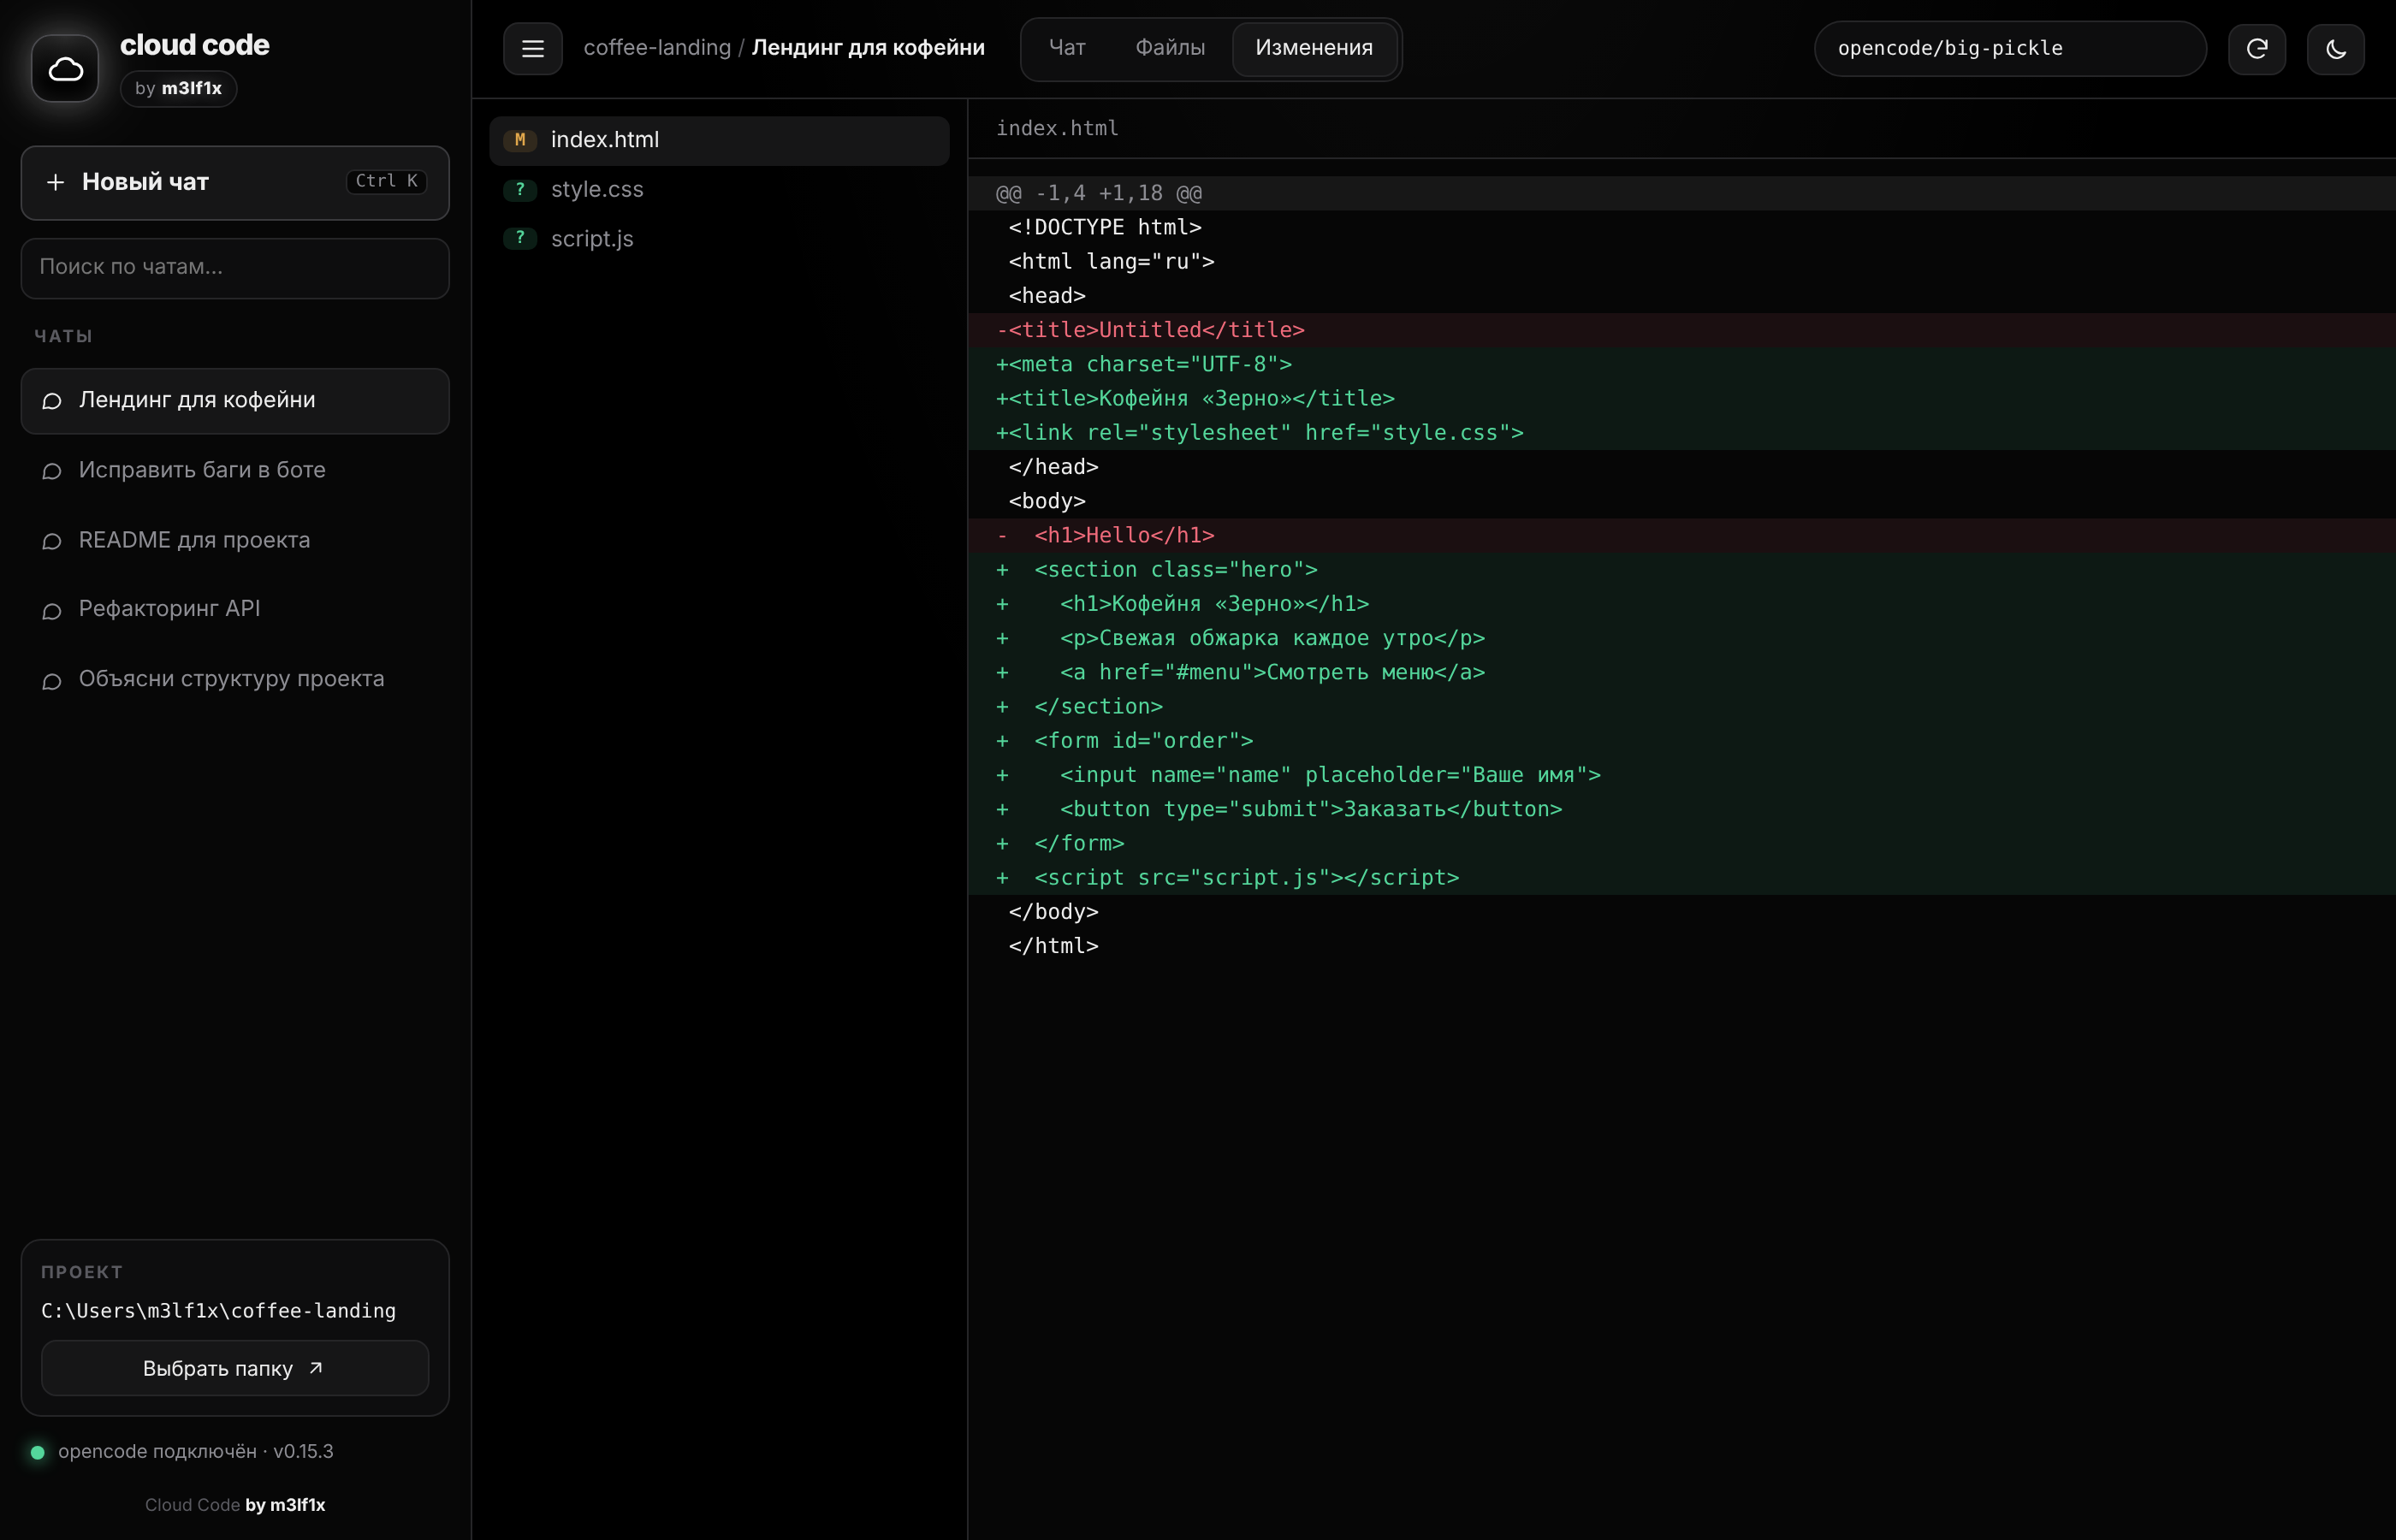 cloud code
by m3lf1x
Новый чат Ctrl K
Поиск по чатам...
ЧАТЫ
Лендинг для кофейни
Исправить баги в боте
README для проекта
Рефакторинг API
Объясни структуру проекта
ПРОЕКТ
C:\Users\m3lf1x\coffee-landing
Выбрать папку
opencode подключён · v0.15.3
Cloud Code by m3lf1x
coffee-landing / Лендинг для кофейни
Чат Файлы Изменения
opencode/big-pickle
M index.html
? style.css
? script.js
index.html
@@ -1,4 +1,18 @@
 <!DOCTYPE html>
 <html lang="ru">
 <head>
-<title>Untitled</title>
+<meta charset="UTF-8">
+<title>Кофейня «Зерно»</title>
+<link rel="stylesheet" href="style.css">
 </head>
 <body>
-  <h1>Hello</h1>
+  <section class="hero">
+    <h1>Кофейня «Зерно»</h1>
+    <p>Свежая обжарка каждое утро</p>
+    <a href="#menu">Смотреть меню</a>
+  </section>
+  <form id="order">
+    <input name="name" placeholder="Ваше имя">
+    <button type="submit">Заказать</button>
+  </form>
+  <script src="script.js"></script>
 </body>
 </html>